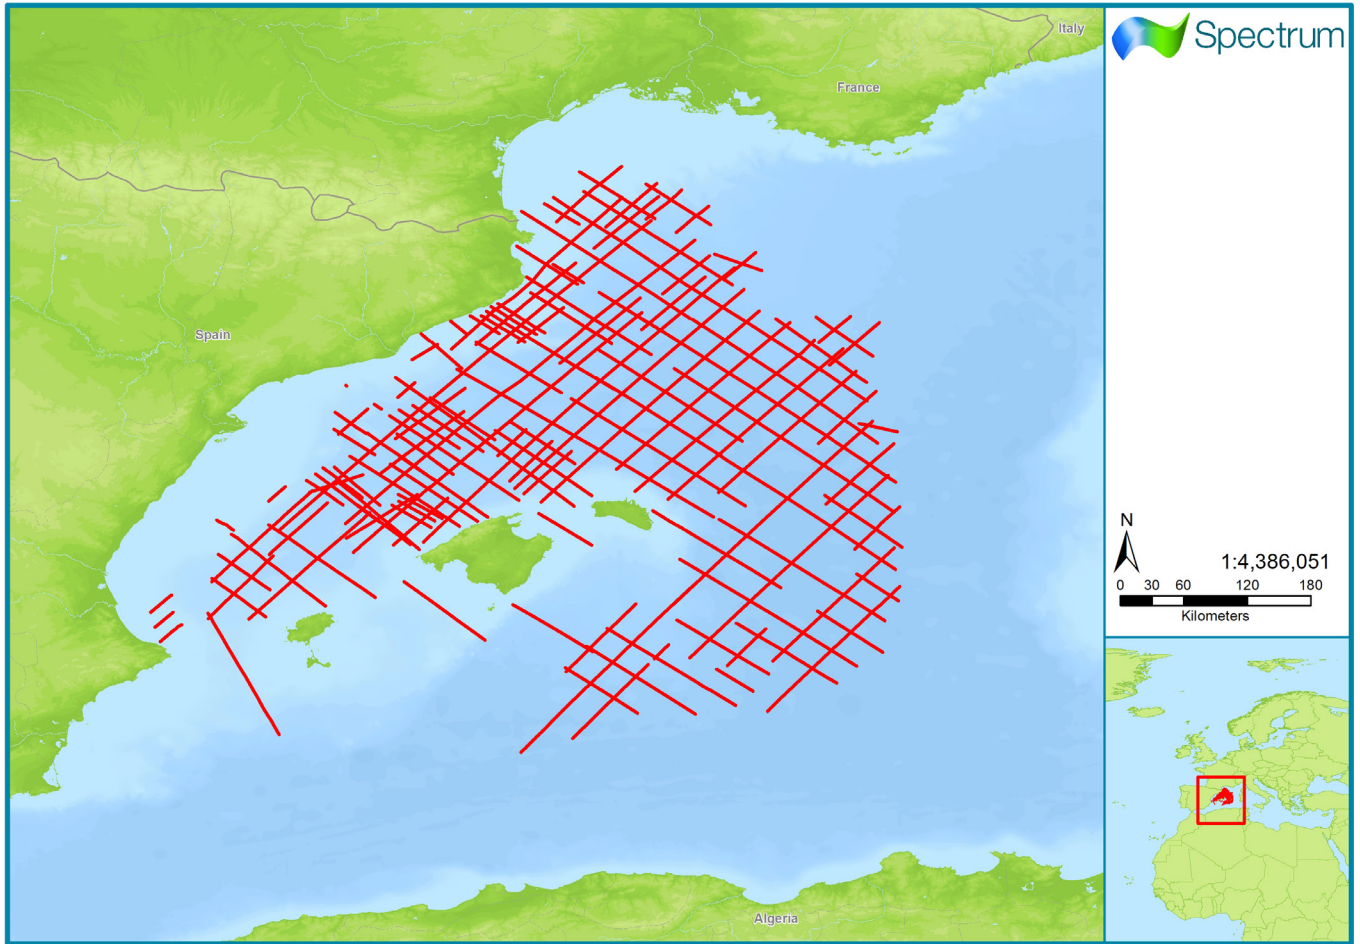 Italy
France
Spain
Algeria
Spectrum
N
1:4,386,051
0 30 60 120 180
Kilometers